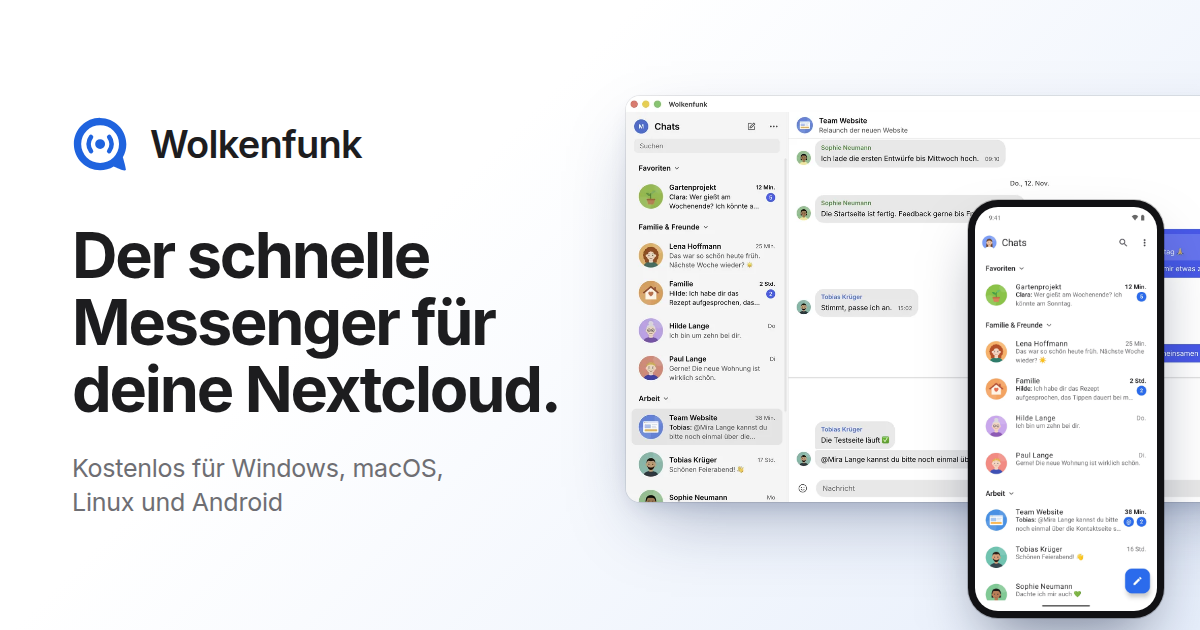 Wolkenfunk
Der schnelle
Messenger für
deine Nextcloud.
Kostenlos für Windows, macOS,
Linux und Android
Wolkenfunk
M
Chats
Suchen
Favoriten
Gartenprojekt
12 Min.
Clara: Wer gießt am
Wochenende? Ich könnte a...
5
Familie & Freunde
Lena Hoffmann
25 Min.
Das war so schön heute früh.
Nächste Woche wieder?
Familie
2 Std.
Hilde: Ich habe dir das
Rezept aufgesprochen, das...
2
Hilde Lange
Do
Ich bin um zehn bei dir.
Paul Lange
Di
Gerne! Die neue Wohnung ist
wirklich schön.
Arbeit
Team Website
38 Min.
Tobias: @Mira Lange kannst du
bitte noch einmal über die...
Tobias Krüger
17 Std.
Schönen Feierabend! 👋
Sophie Neumann
Mo
Team Website
Relaunch der neuen Website
Sophie Neumann
Ich lade die ersten Entwürfe bis Mittwoch hoch. 09:10
Do., 12. Nov.
Sophie Neumann
Die Startseite ist fertig. Feedback gerne bis
Tobias Krüger
Stimmt, passe ich an. 15:02
Tobias Krüger
Die Testseite läuft ✅
@Mira Lange kannst du bitte noch einmal
Nachricht
tag
mir etwas
9:41
Chats
Favoriten
Gartenprojekt
12 Min.
Clara: Wer gießt am Wochenende? Ich
könnte am Sonntag.
5
Familie & Freunde
Lena Hoffmann
25 Min.
Das war so schön heute früh. Nächste Woche
wieder? ☀️
Familie
2 Std.
Hilde: Ich habe dir das Rezept
aufgesprochen, das Tippen dauert bei m...
2
Hilde Lange
Do.
Ich bin um zehn bei dir.
Paul Lange
Di.
Gerne! Die neue Wohnung ist wirklich schön.
Arbeit
Team Website
38 Min.
Tobias: @Mira Lange kannst du bitte
noch einmal über die Kontaktseite s...
@ 2
Tobias Krüger
16 Std.
Schönen Feierabend! 👋
Sophie Neumann
Dachte ich mir auch 💚